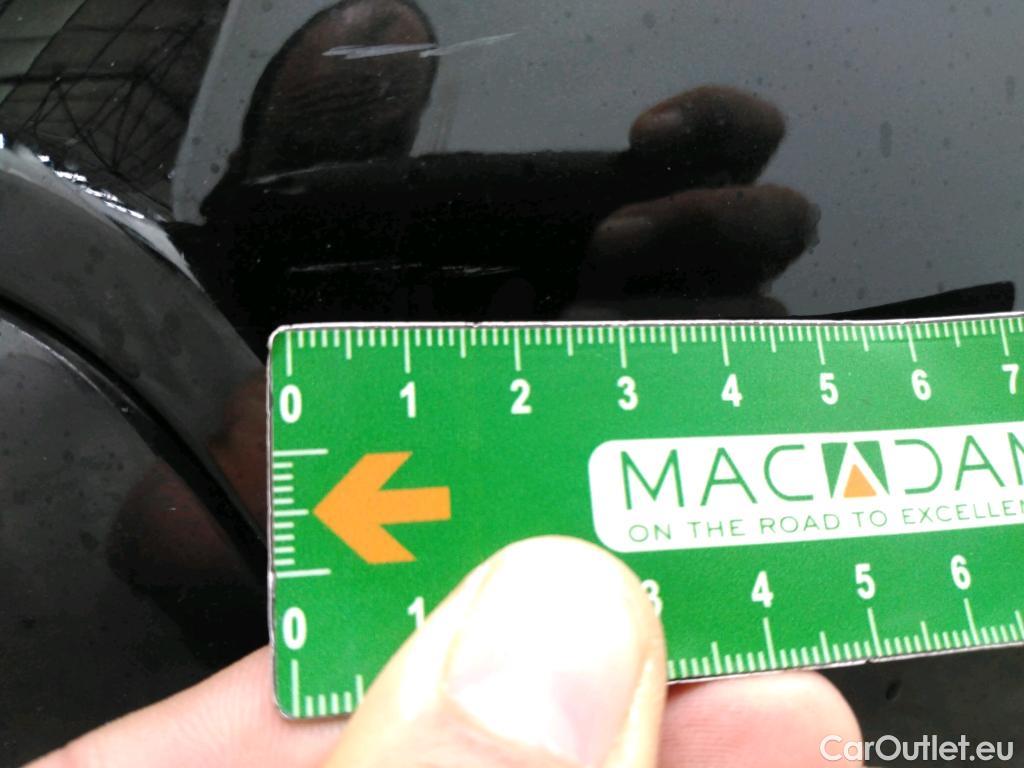 0 1 2 3 4 5 6 7
MACADAM
ON THE ROAD TO EXCELLEN
0 1 3 4 5 6
CarOutlet.eu